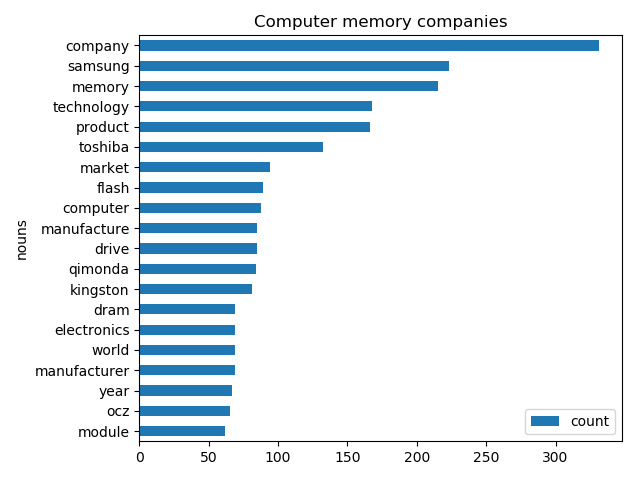 Computer memory companies
nouns
company
samsung
memory
technology
product
toshiba
market
flash
computer
manufacture
drive
qimonda
kingston
dram
electronics
world
manufacturer
year
ocz
module
count
0 50 100 150 200 250 300